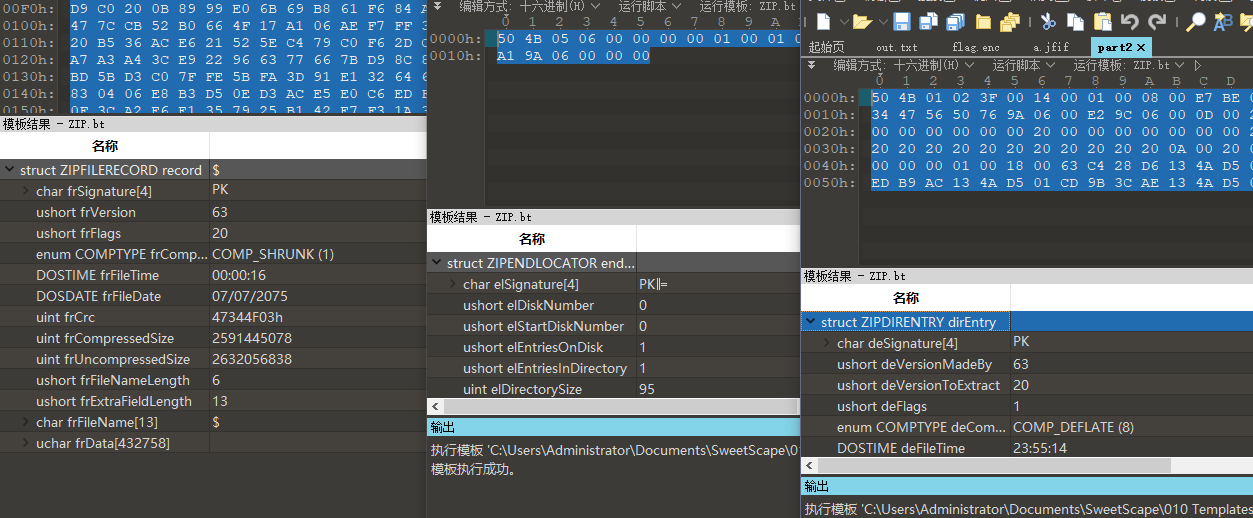 00F0h: D9 C0 20 0B 89 99 E0 6B 69 B8 61 F6 84
0100h: 47 7C CB 52 B0 66 4F 17 A1 06 AE F7 FF
0110h: 20 B5 36 AC E6 21 52 5E C4 79 C0 F6 2D
0120h: A7 A3 A4 3C E9 22 96 63 77 66 7B D9 8C
0130h: BD 5B D3 C0 7F FE 5B FA 3D 91 E1 32 64
0140h: 83 04 06 E8 B3 D5 0E D3 AC E5 E0 C6 ED
0150h: 0E 3C A2 E6 E1 35 79 25 B1 42 E7 E3 1A
模板结果 - ZIP.bt
名称
struct ZIPFILERECORD record $
char frSignature[4] PK
ushort frVersion 63
ushort frFlags 20
enum COMPTYPE frComp... COMP_SHRUNK (1)
DOSTIME frFileTime 00:00:16
DOSDATE frFileDate 07/07/2075
uint frCrc 47344F03h
uint frCompressedSize 2591445078
uint frUncompressedSize 2632056838
ushort frFileNameLength 6
ushort frExtraFieldLength 13
char frFileName[13] $
uchar frData[432758]
编辑方式: 十六进制(H) 运行脚本 运行模板: ZIP.BT
0 1 2 3 4 5 6 7 8 9 A
0000h: 50 4B 05 06 00 00 00 00 01 00 01
0010h: A1 9A 06 00 00 00
模板结果 - ZIP.bt
名称
struct ZIPENDLOCATOR end...
char elSignature[4] PK
ushort elDiskNumber 0
ushort elStartDiskNumber 0
ushort elEntriesOnDisk 1
ushort elEntriesInDirectory 1
uint elDirectorySize 95
输出
执行模板 'C:\Users\Administrator\Documents\SweetScape\01
模板执行成功。
起始页 out.txt flag.enc a.jfif part2 ×
编辑方式: 十六进制(H) 运行脚本 运行模板: ZIP.BT
0 1 2 3 4 5 6 7 8 9 A B C D
0000h: 50 4B 01 02 3F 00 14 00 01 00 08 00 E7 BE
0010h: 34 47 56 50 76 9A 06 00 E2 9C 06 00 0D 00
0020h: 00 00 00 00 00 00 20 00 00 00 00 00 00 00
0030h: 20 20 20 20 20 20 20 20 20 20 20 0A 00 20
0040h: 00 00 00 01 00 18 00 63 C4 28 D6 13 4A D5
0050h: ED B9 AC 13 4A D5 01 CD 9B 3C AE 13 4A D5
模板结果 - ZIP.bt
名称
struct ZIPDIRENTRY dirEntry
char deSignature[4] PK
ushort deVersionMadeBy 63
ushort deVersionToExtract 20
ushort deFlags 1
enum COMPTYPE deCom... COMP_DEFLATE (8)
DOSTIME deFileTime 23:55:14
输出
执行模板 'C:\Users\Administrator\Documents\SweetScape\010 Templates